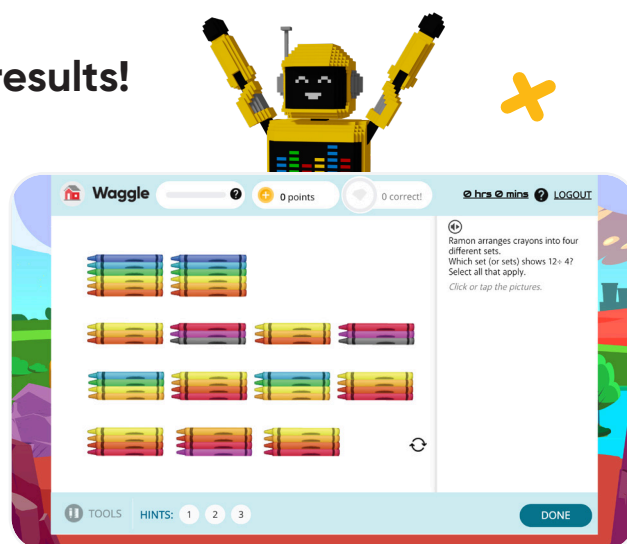 results!
Waggle
?
0 points
0 correct!
0 hrs 0 mins ? LOGOUT
Ramon arranges crayons into four
different sets.
Which set (or sets) shows 12÷ 4?
Select all that apply.
Click or tap the pictures.
TOOLS HINTS: 1 2 3
DONE